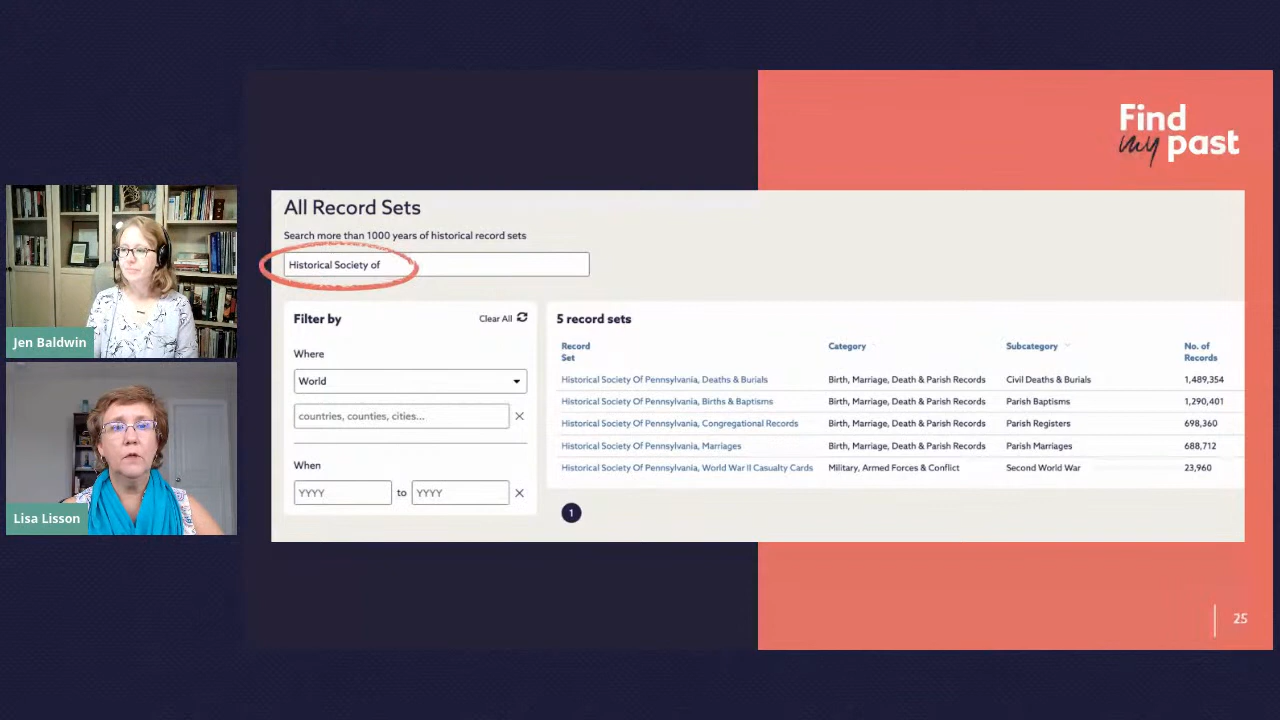 Find
my past
All Record Sets
Search more than 1000 years of historical record sets
Historical Society of
Filter by Clear All
Where
World
countries, counties, cities...
When
YYYY to YYYY
5 record sets
Record Set Category Subcategory No. of Records
Historical Society Of Pennsylvania, Deaths & Burials Birth, Marriage, Death & Parish Records Civil Deaths & Burials 1,489,354
Historical Society Of Pennsylvania, Births & Baptisms Birth, Marriage, Death & Parish Records Parish Baptisms 1,290,401
Historical Society Of Pennsylvania, Congregational Records Birth, Marriage, Death & Parish Records Parish Registers 698,360
Historical Society Of Pennsylvania, Marriages Birth, Marriage, Death & Parish Records Parish Marriages 688,712
Historical Society Of Pennsylvania, World War II Casualty Cards Military, Armed Forces & Conflict Second World War 23,960
1
Jen Baldwin
Lisa Lisson
25